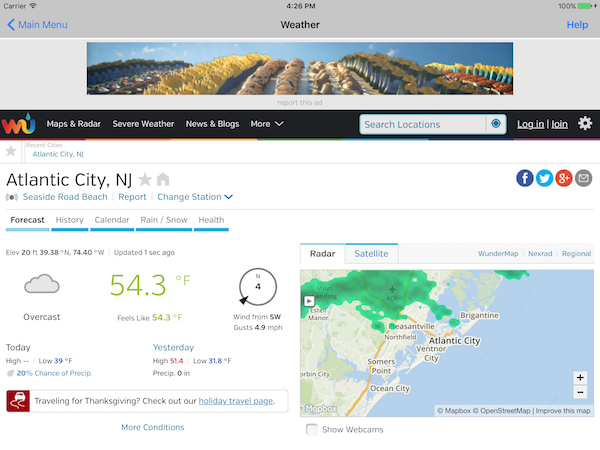 Carrier 4:26 PM 100%
Main Menu Weather Help
report this ad
wu Maps & Radar Severe Weather News & Blogs More Search Locations Log in | Join
Recent Cities
Atlantic City, NJ
Atlantic City, NJ
Seaside Road Beach | Report | Change Station
Forecast History Calendar Rain / Snow Health
Elev 20 ft 39.38 °N, 74.40 °W | Updated 1 sec ago
Radar Satellite WunderMap | Nexrad | Regional
54.3 °F
N
4
Overcast
Feels Like 54.3 °F
Wind from SW
Gusts 4.9 mph
Today
High -- | Low 39 °F
20% Chance of Precip.
Yesterday
High 51.4 | Low 31.8 °F
Precip. 0 in
Traveling for Thanksgiving? Check out our holiday travel page.
More Conditions
Mays
Landing
ACY
Estell
Manor
Pleasantville
Brigantine
Northfield
Atlantic City
Ventnor
City
Somers
Point
orbin City
Ocean City
+
−
Mapbox
© Mapbox © OpenStreetMap | Improve this map
Show Webcams